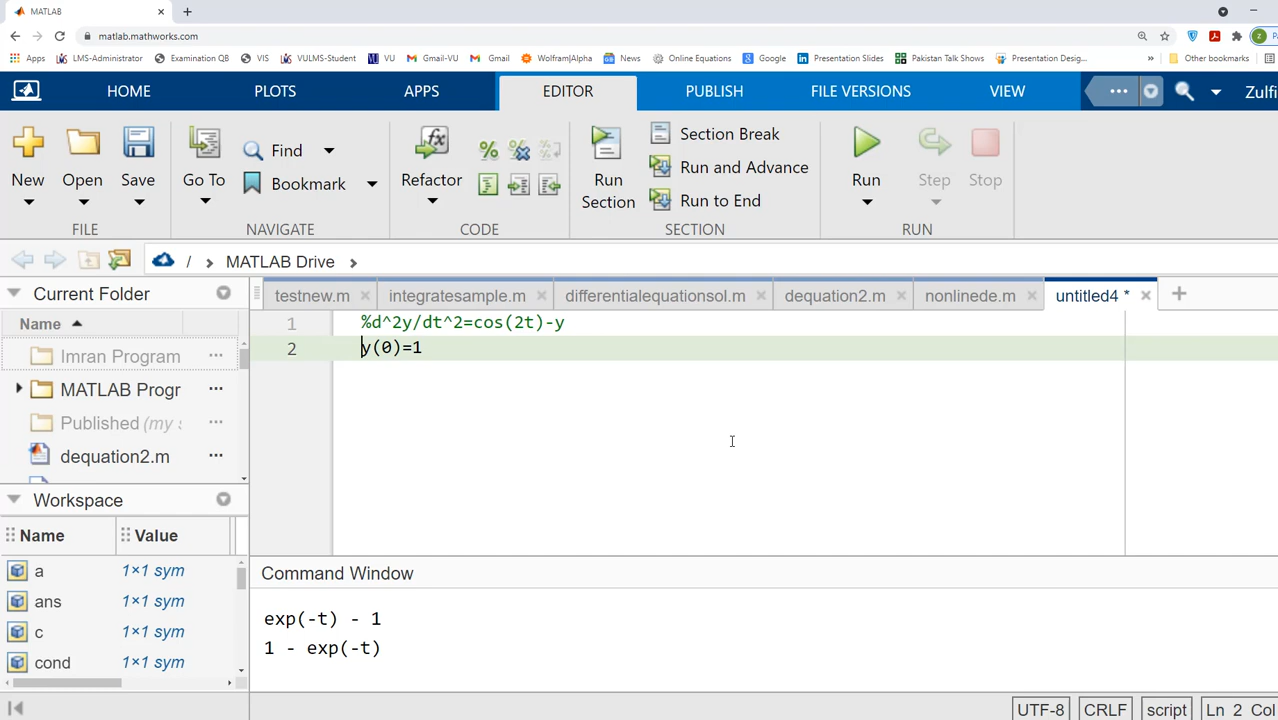 MATLAB
matlab.mathworks.com
Apps LMS-Administrator Examination QB VIS VULMS-Student VU Gmail-VU Gmail Wolfram|Alpha News Online Equations Google Presentation Slides Pakistan Talk Shows Presentation Desig... » Other bookmarks
HOME PLOTS APPS EDITOR PUBLISH FILE VERSIONS VIEW Zulfi
Find Section Break
Bookmark Run and Advance
New Open Save Go To Refactor Run Section Run to End Run Step Stop
FILE NAVIGATE CODE SECTION RUN
/ MATLAB Drive
Current Folder testnew.m integratesample.m differentialequationsol.m dequation2.m nonlinede.m untitled4 *
Name
Imran Program ...
MATLAB Progr ...
Published (my s ...
dequation2.m ...
1 %d^2y/dt^2=cos(2t)-y
2 y(0)=1
Workspace
Name Value
a 1×1 sym
ans 1×1 sym
c 1×1 sym
cond 1×1 sym
Command Window
exp(-t) - 1
1 - exp(-t)
UTF-8 CRLF script Ln 2 Col